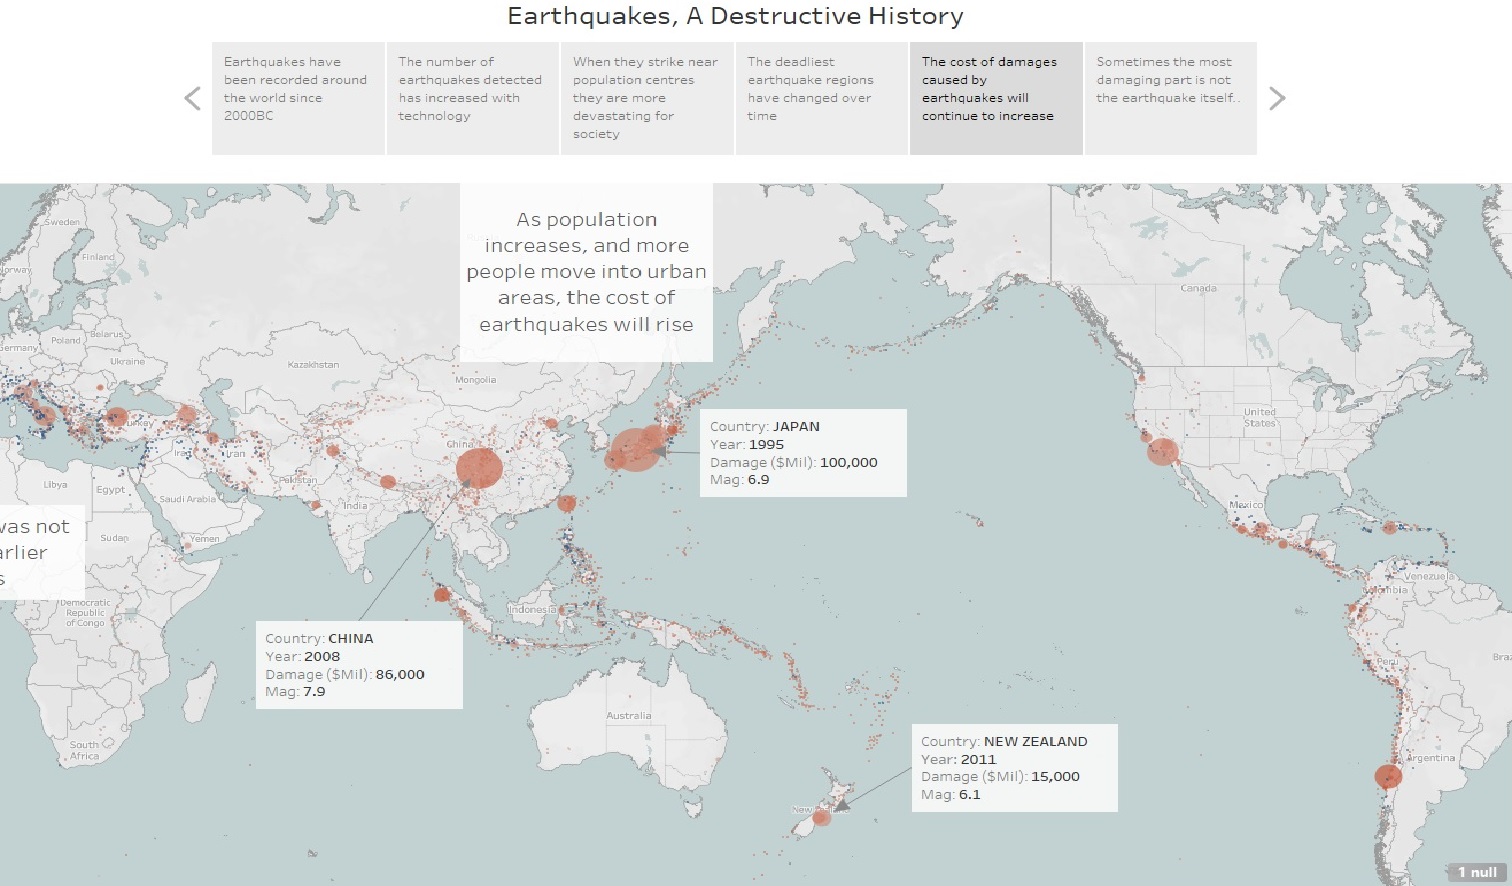 Earthquakes, A Destructive History
Earthquakes have
been recorded around
the world since
2000BC
The number of
earthquakes detected
has increased with
technology
When they strike near
population centres
they are more
devastating for
society
The deadliest
earthquake regions
have changed over
time
The cost of damages
caused by
earthquakes will
continue to increase
Sometimes the most
damaging part is not
the earthquake itself..
As population
increases, and more
people move into urban
areas, the cost of
earthquakes will rise
Sweden
Finland
Norway
Belarus
Poland
Germany
Ukraine
Kazakhstan
Mongolia
Canada
United
States
Turkey
China
Iraq
Iran
Pakistan
Libya
Egypt
Saudi Arabia
India
Mexico
Country: JAPAN
Year: 1995
Damage ($Mil): 100,000
Mag: 6.9
was not
arlier
s
Sudan
Yemen
Venezuela
Colombia
Democratic
Republic
of Congo
Indonesia
Country: CHINA
Year: 2008
Damage ($Mil): 86,000
Mag: 7.9
Peru
Braz
Australia
South
Africa
Argentina
Country: NEW ZEALAND
Year: 2011
Damage ($Mil): 15,000
Mag: 6.1
New Zealand
1 null